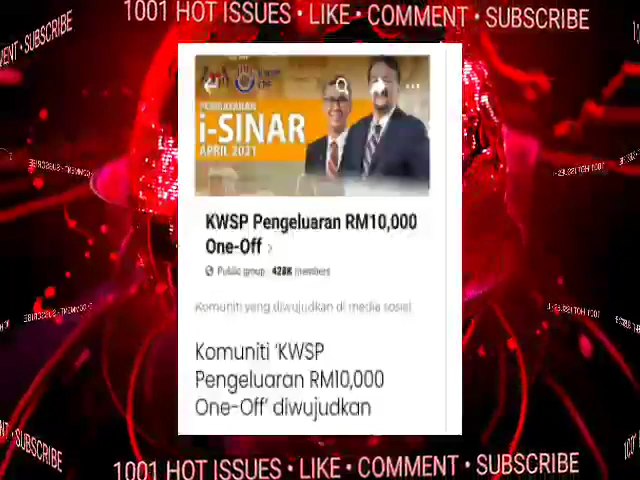 1001 HOT ISSUES • LIKE • COMMENT • SUBSCRIBE
i-SINAR
APRIL 2021
KWSP Pengeluaran RM10,000
One-Off >
Public group · 428K members
Komuniti yang diwujudkan di media sosial
Komuniti 'KWSP
Pengeluaran RM10,000
One-Off' diwujudkan
1001 HOT ISSUES • LIKE • COMMENT • SUBSCRIBE